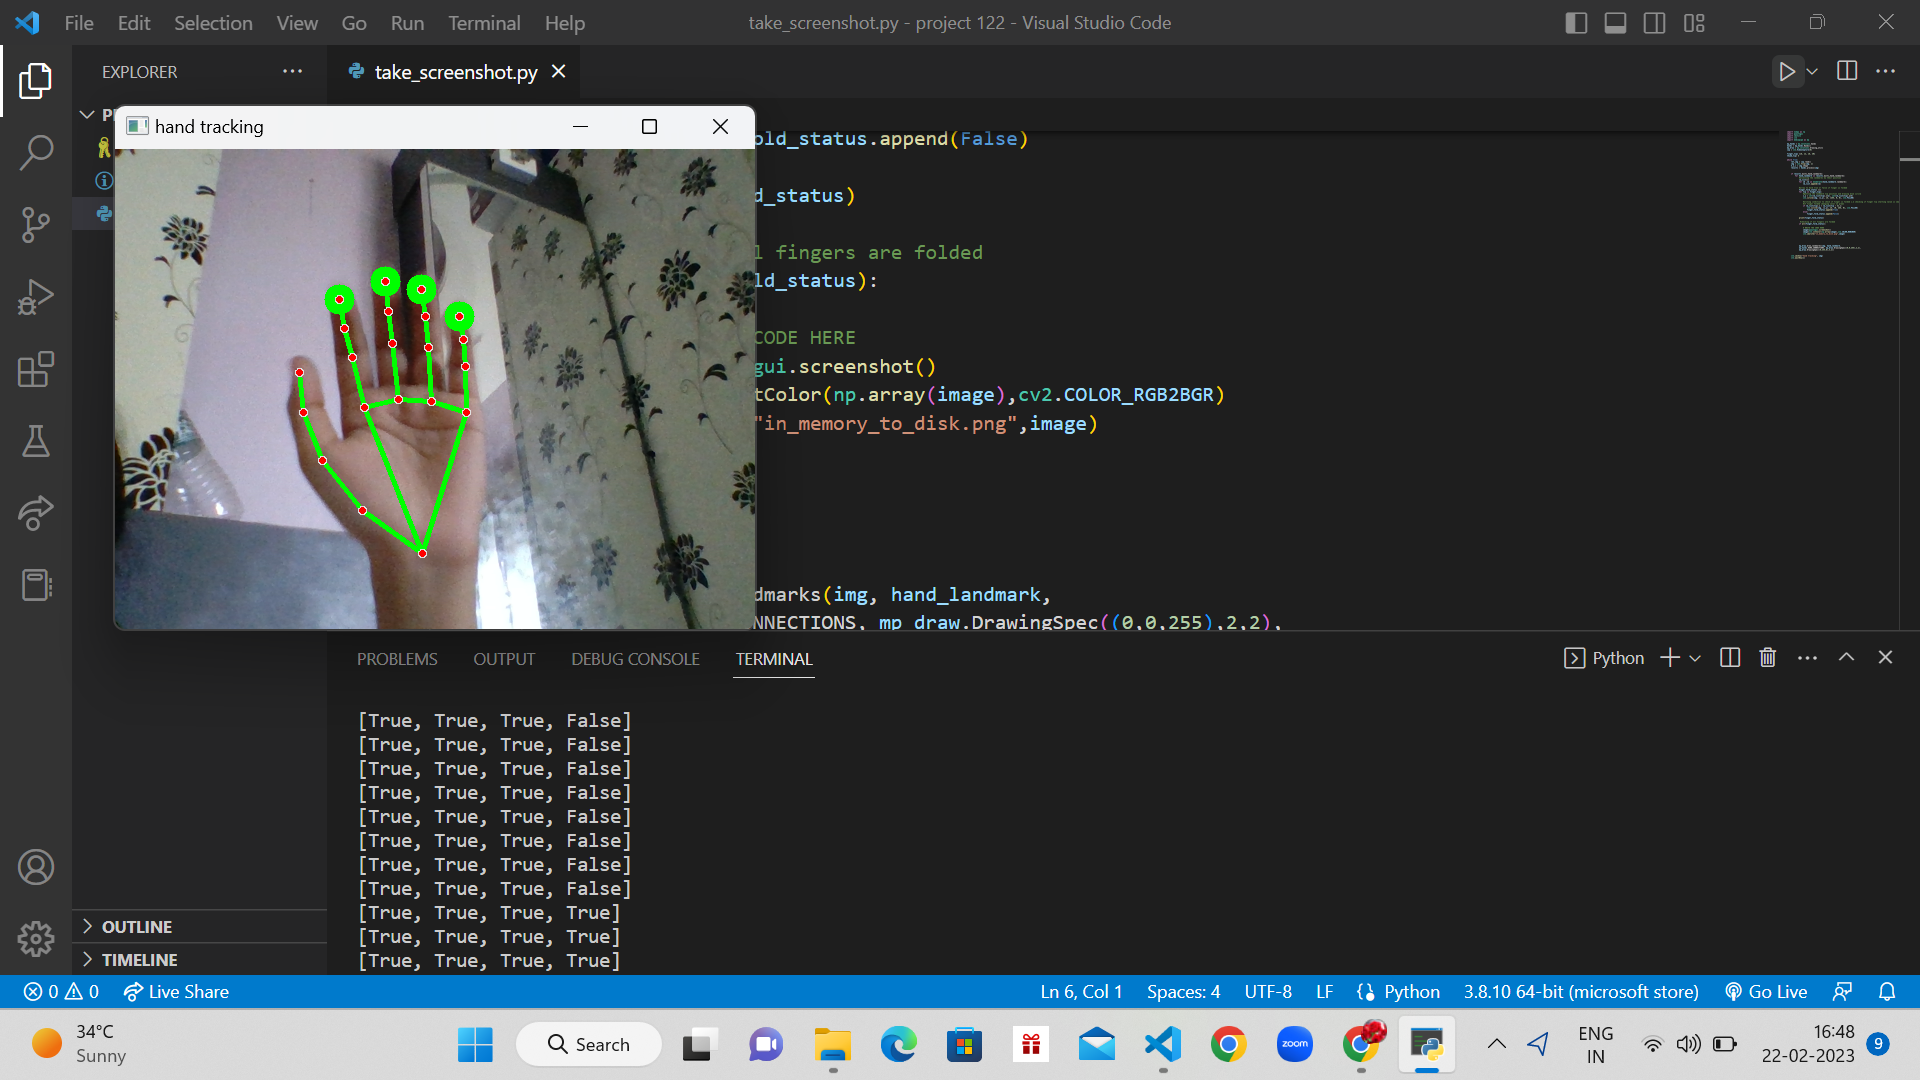 File Edit Selection View Go Run Terminal Help
take_screenshot.py - project 122 - Visual Studio Code
EXPLORER
take_screenshot.py
hand tracking
old_status.append(False)
d_status)
l fingers are folded
ld_status):
CODE HERE
gui.screenshot()
tColor(np.array(image),cv2.COLOR_RGB2BGR)
"in_memory_to_disk.png",image)
dmarks(img, hand_landmark,
NNECTIONS, mp_draw.DrawingSpec((0,0,255),2,2),
PROBLEMS OUTPUT DEBUG CONSOLE TERMINAL
Python
[True, True, True, False]
[True, True, True, False]
[True, True, True, False]
[True, True, True, False]
[True, True, True, False]
[True, True, True, False]
[True, True, True, False]
[True, True, True, False]
[True, True, True, True]
[True, True, True, True]
[True, True, True, True]
OUTLINE
TIMELINE
0 0 Live Share
Ln 6, Col 1 Spaces: 4 UTF-8 LF Python 3.8.10 64-bit (microsoft store) Go Live
34°C
Sunny
Search
zoom
ENG
IN
16:48
22-02-2023
9